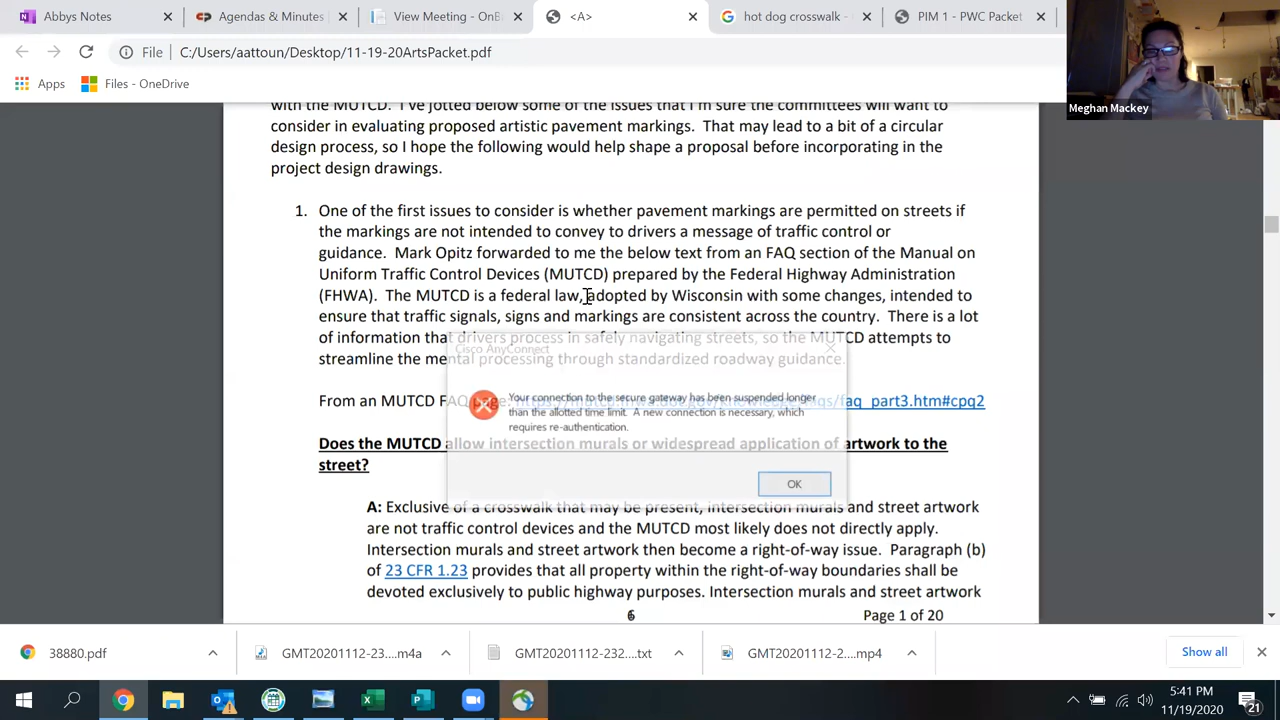 Abbys Notes
Agendas & Minutes
View Meeting - OnB
<A>
hot dog crosswalk -
PIM 1 - PWC Packet
File C:/Users/aattoun/Desktop/11-19-20ArtsPacket.pdf
Apps
Files - OneDrive
Meghan Mackey
with the MUTCD. I've jotted below some of the issues that I'm sure the committees will want to
consider in evaluating proposed artistic pavement markings. That may lead to a bit of a circular
design process, so I hope the following would help shape a proposal before incorporating in the
project design drawings.
1. One of the first issues to consider is whether pavement markings are permitted on streets if
the markings are not intended to convey to drivers a message of traffic control or
guidance. Mark Opitz forwarded to me the below text from an FAQ section of the Manual on
Uniform Traffic Control Devices (MUTCD) prepared by the Federal Highway Administration
(FHWA). The MUTCD is a federal law, adopted by Wisconsin with some changes, intended to
ensure that traffic signals, signs and markings are consistent across the country. There is a lot
of information that drivers process in safely navigating streets, so the MUTCD attempts to
streamline the mental processing through standardized roadway guidance.
Cisco AnyConnect
Your connection to the secure gateway has been suspended longer
than the allotted time limit. A new connection is necessary, which
requires re-authentication.
OK
From an MUTCD FAQ page: faq_part3.htm#cpq2
Does the MUTCD allow intersection murals or widespread application of artwork to the
street?
A: Exclusive of a crosswalk that may be present, intersection murals and street artwork
are not traffic control devices and the MUTCD most likely does not directly apply.
Intersection murals and street artwork then become a right-of-way issue. Paragraph (b)
of 23 CFR 1.23 provides that all property within the right-of-way boundaries shall be
devoted exclusively to public highway purposes. Intersection murals and street artwork
6 Page 1 of 20
38880.pdf
GMT20201112-23....m4a
GMT20201112-232....txt
GMT20201112-2....mp4
Show all
5:41 PM
11/19/2020
21